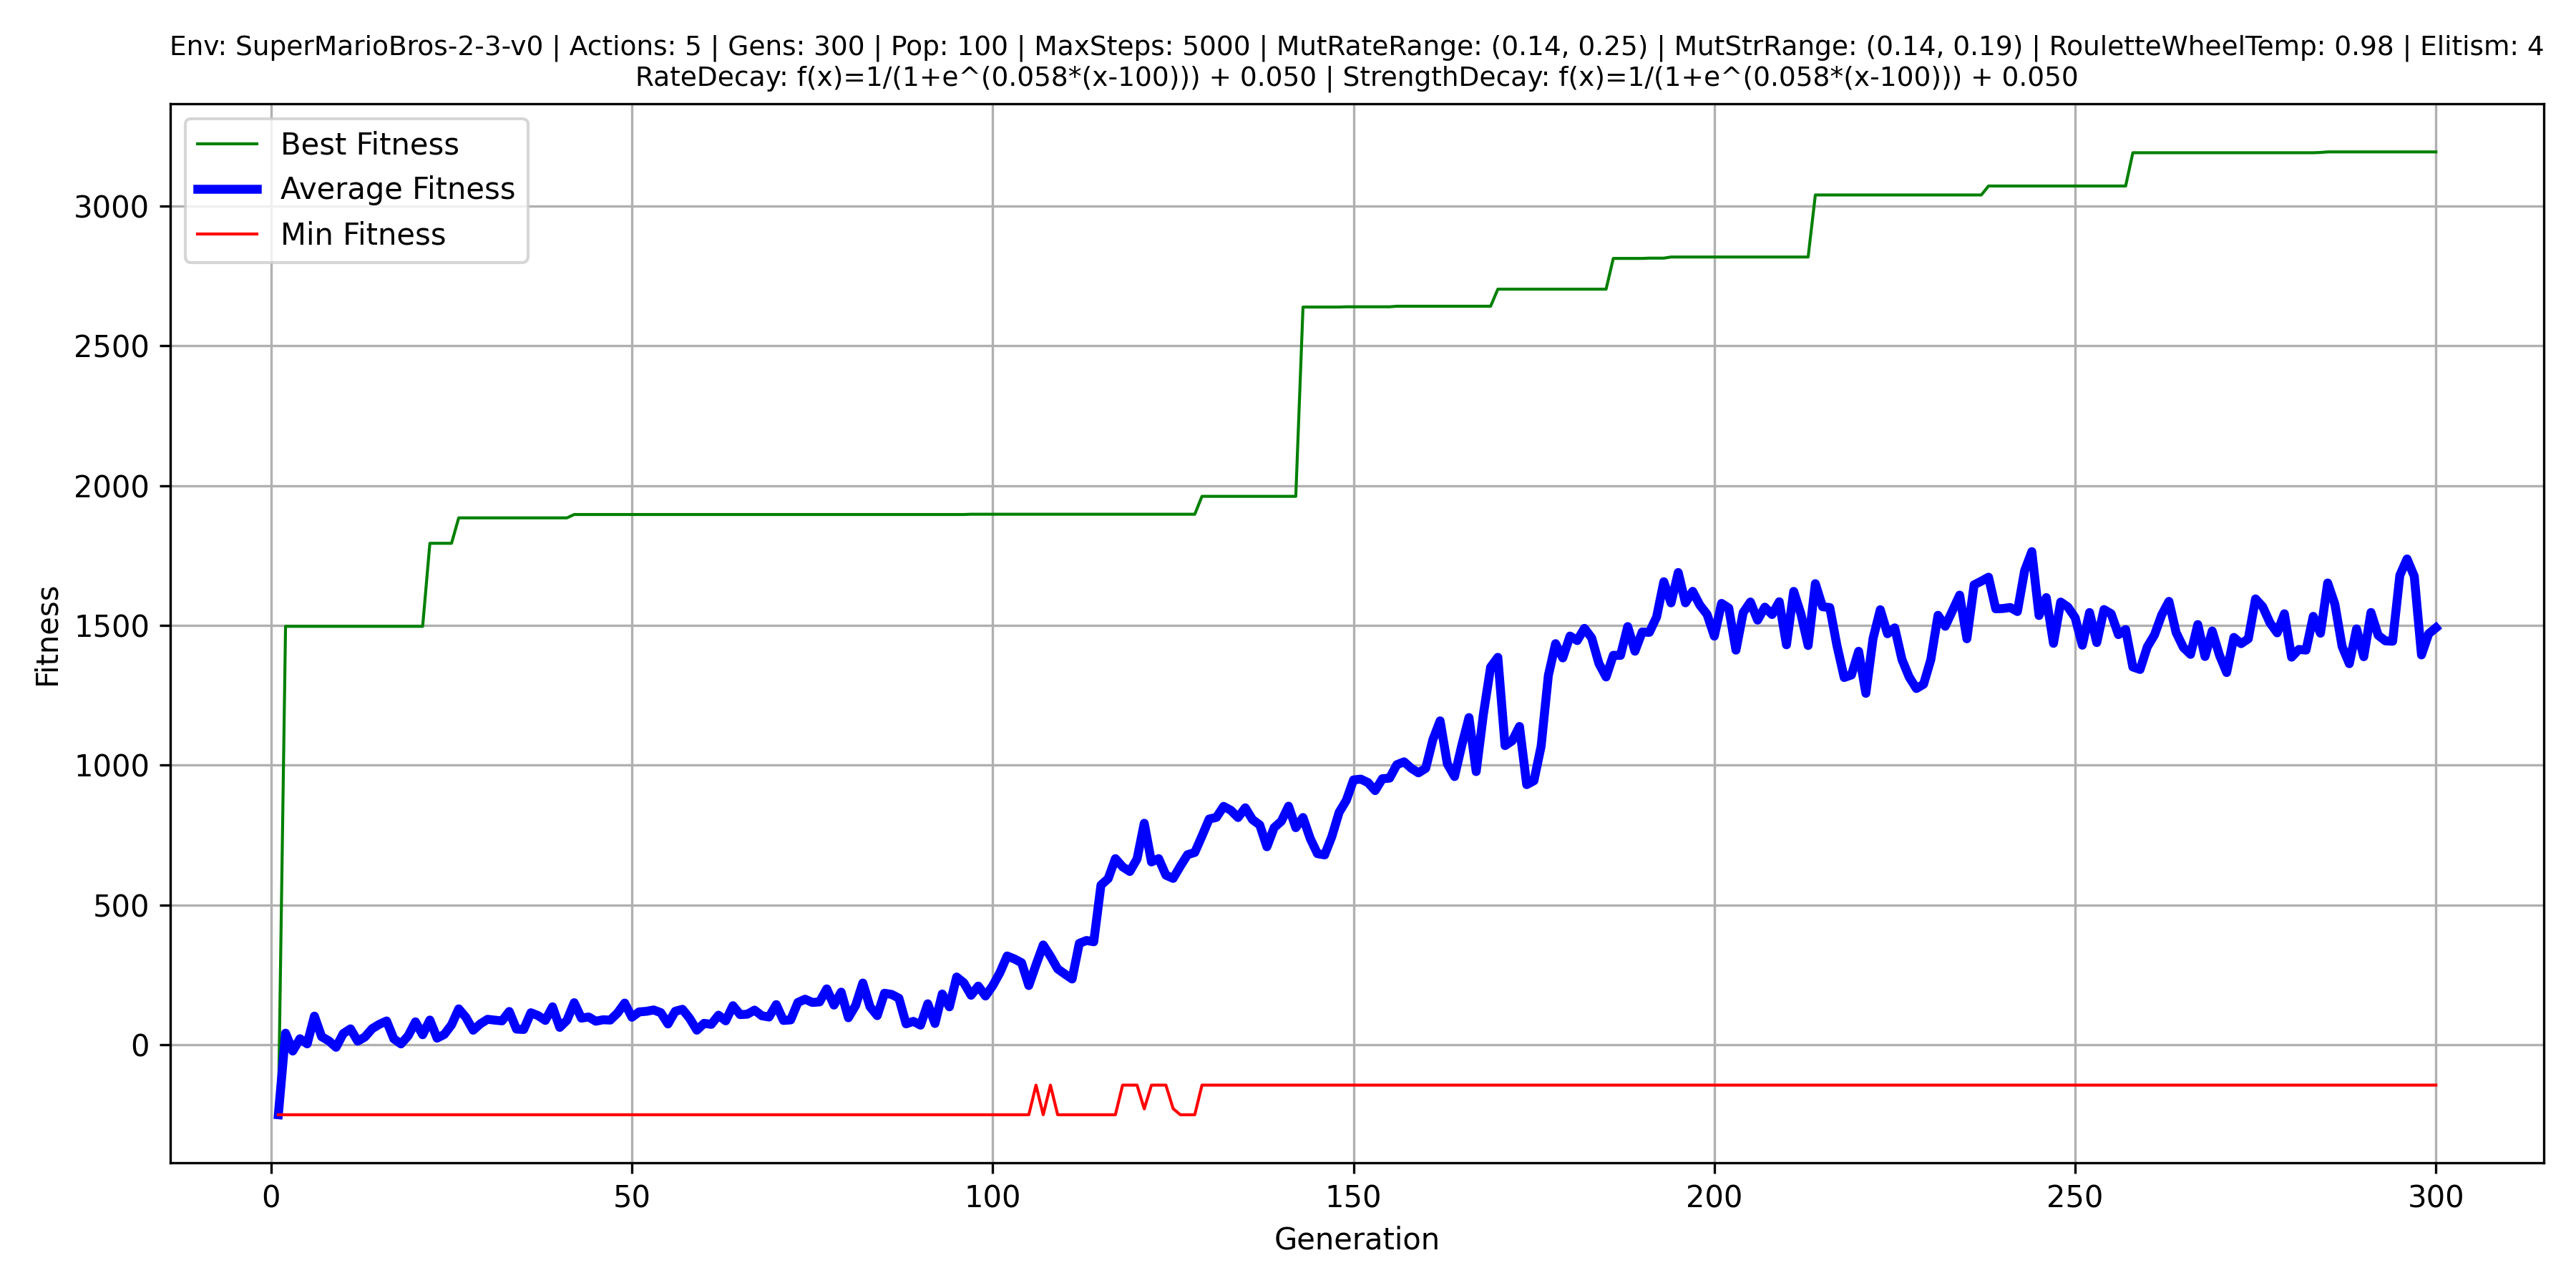 Env: SuperMarioBros-2-3-v0 | Actions: 5 | Gens: 300 | Pop: 100 | MaxSteps: 5000 | MutRateRange: (0.14, 0.25) | MutStrRange: (0.14, 0.19) | RouletteWheelTemp: 0.98 | Elitism: 4
RateDecay: f(x)=1/(1+e^(0.058*(x-100))) + 0.050 | StrengthDecay: f(x)=1/(1+e^(0.058*(x-100))) + 0.050
Best Fitness
Average Fitness
Min Fitness
Fitness
3000
2500
2000
1500
1000
500
0
0 50 100 150 200 250 300
Generation